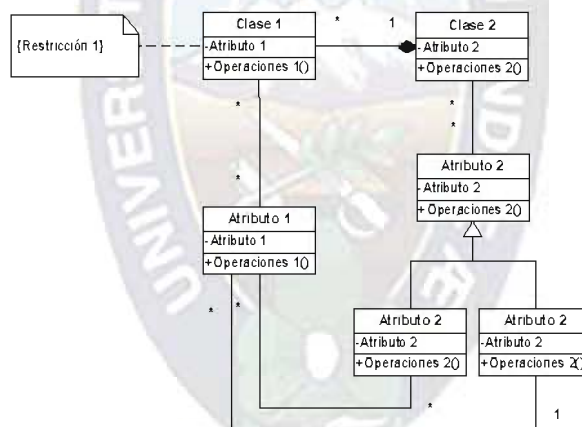 {Restricción 1}
Clase 1
-Atributo 1
+Operaciones 1()
*
1
Clase 2
-Atributo 2
+Operaciones 2()
*
*
*
*
Atributo 2
-Atributo 2
+Operaciones 2()
Atributo 1
-Atributo 1
+Operaciones 1()
*
*
Atributo 2
-Atributo 2
+Operaciones 2()
Atributo 2
-Atributo 2
+Operaciones 2()
*
1